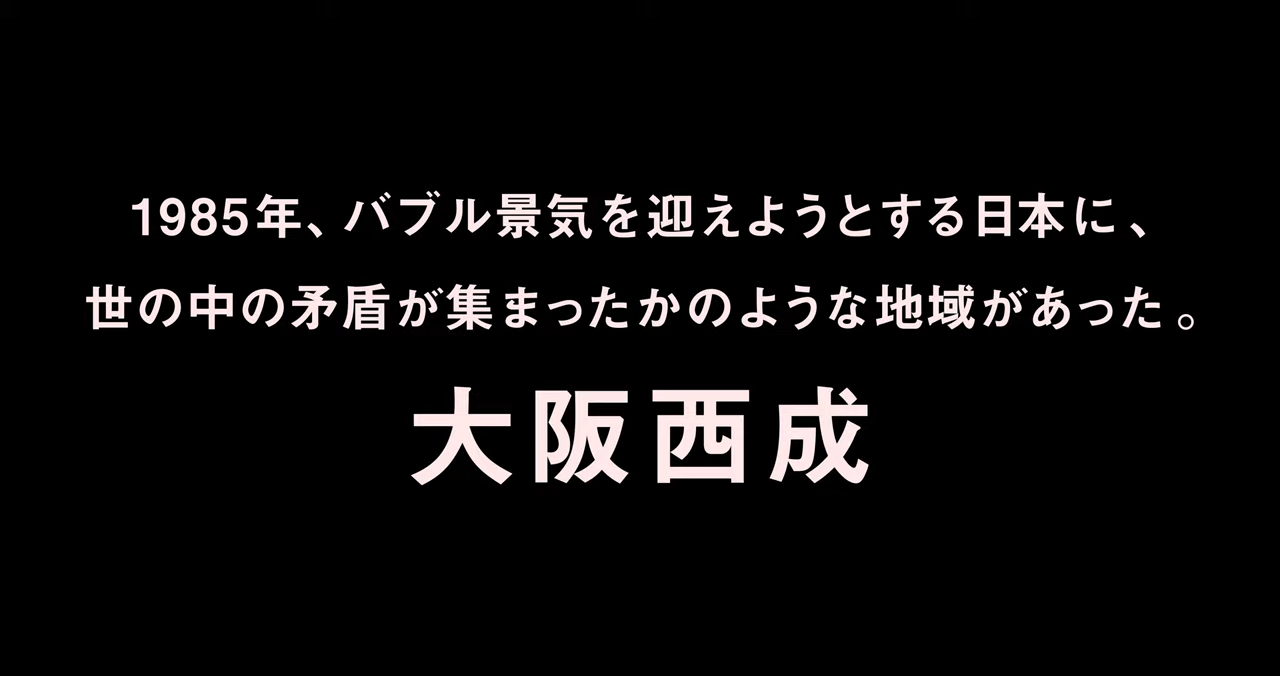 1985年、バブル景気を迎えようとする日本に、
世の中の矛盾が集まったかのような地域があった。
大阪西成